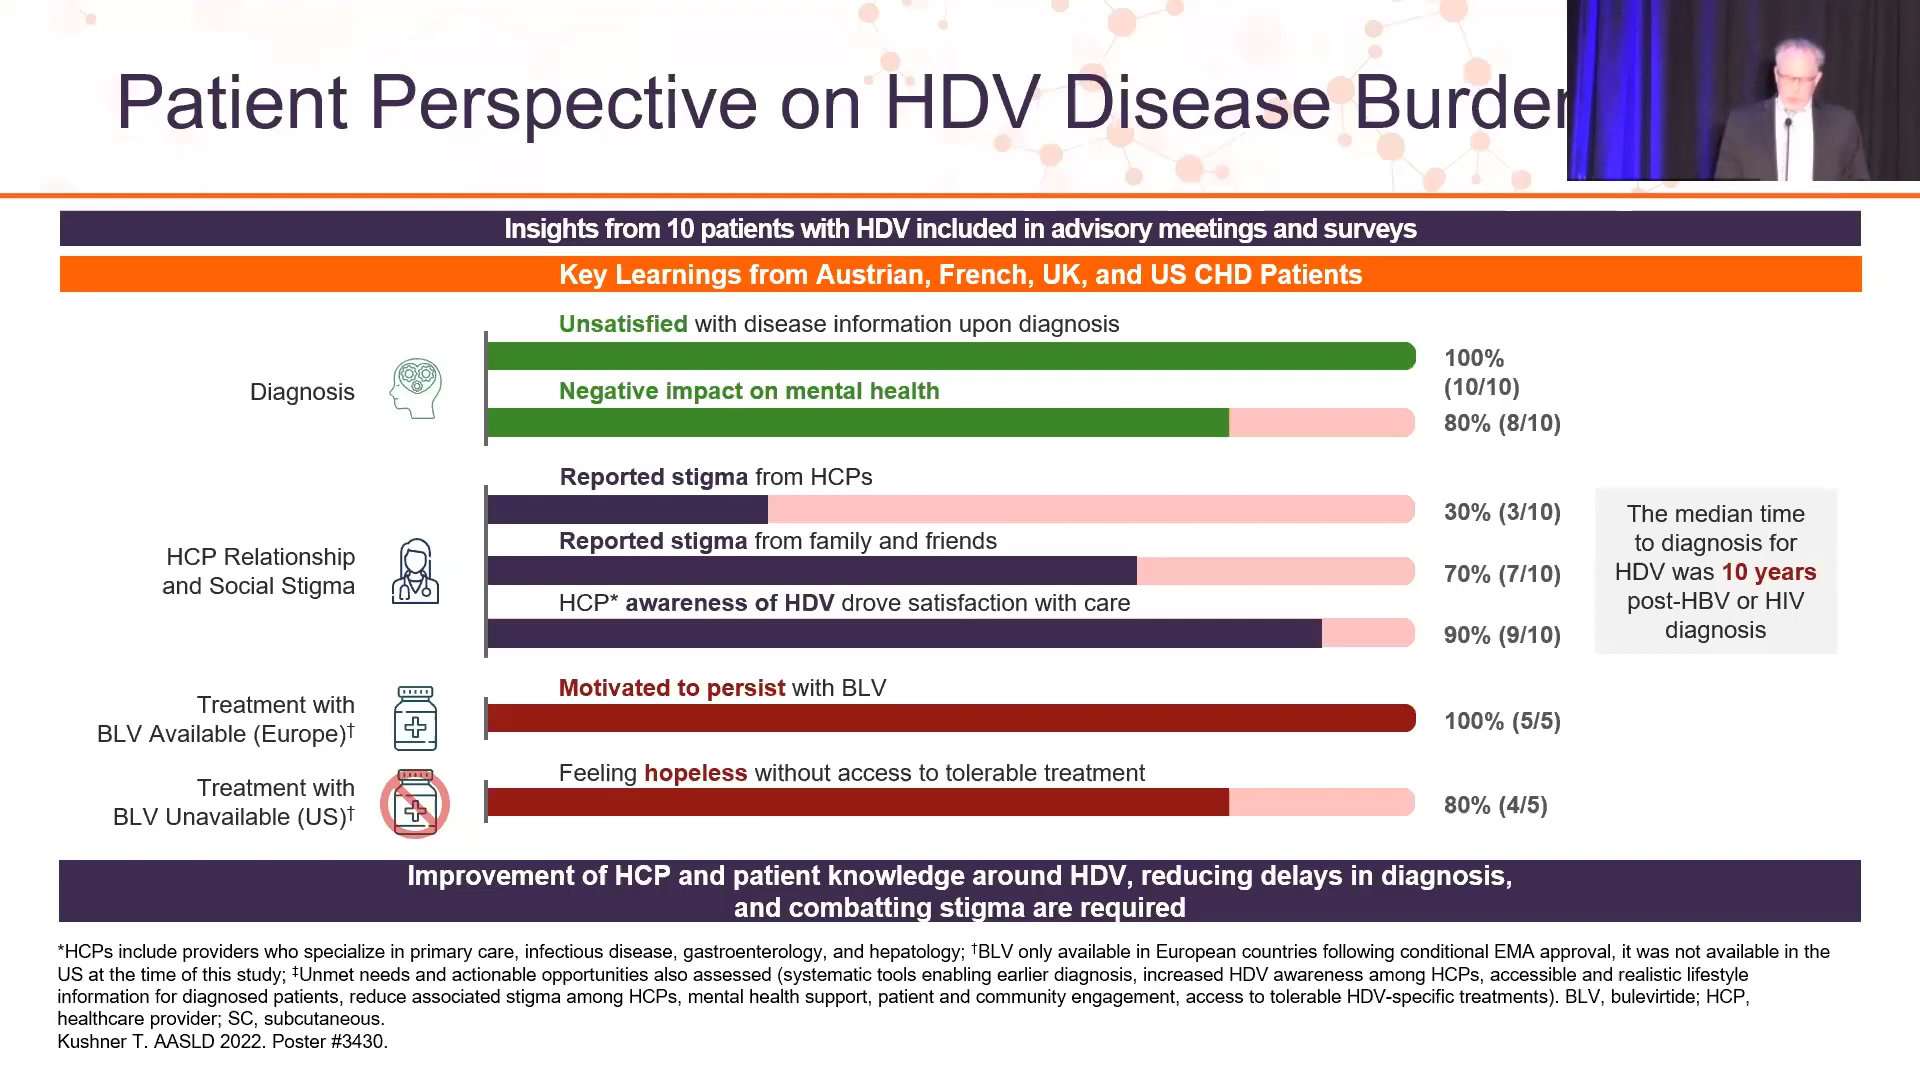 Patient Perspective on HDV Disease Burden
Insights from 10 patients with HDV included in advisory meetings and surveys
Key Learnings from Austrian, French, UK, and US CHD Patients
Diagnosis
Unsatisfied with disease information upon diagnosis
100%
(10/10)
Negative impact on mental health
80% (8/10)
HCP Relationship
and Social Stigma
Reported stigma from HCPs
30% (3/10)
Reported stigma from family and friends
70% (7/10)
HCP* awareness of HDV drove satisfaction with care
90% (9/10)
The median time
to diagnosis for
HDV was 10 years
post-HBV or HIV
diagnosis
Treatment with
BLV Available (Europe)†
Motivated to persist with BLV
100% (5/5)
Treatment with
BLV Unavailable (US)†
Feeling hopeless without access to tolerable treatment
80% (4/5)
Improvement of HCP and patient knowledge around HDV, reducing delays in diagnosis,
and combatting stigma are required
*HCPs include providers who specialize in primary care, infectious disease, gastroenterology, and hepatology; †BLV only available in European countries following conditional EMA approval, it was not available in the
US at the time of this study; ‡Unmet needs and actionable opportunities also assessed (systematic tools enabling earlier diagnosis, increased HDV awareness among HCPs, accessible and realistic lifestyle
information for diagnosed patients, reduce associated stigma among HCPs, mental health support, patient and community engagement, access to tolerable HDV-specific treatments). BLV, bulevirtide; HCP,
healthcare provider; SC, subcutaneous.
Kushner T. AASLD 2022. Poster #3430.